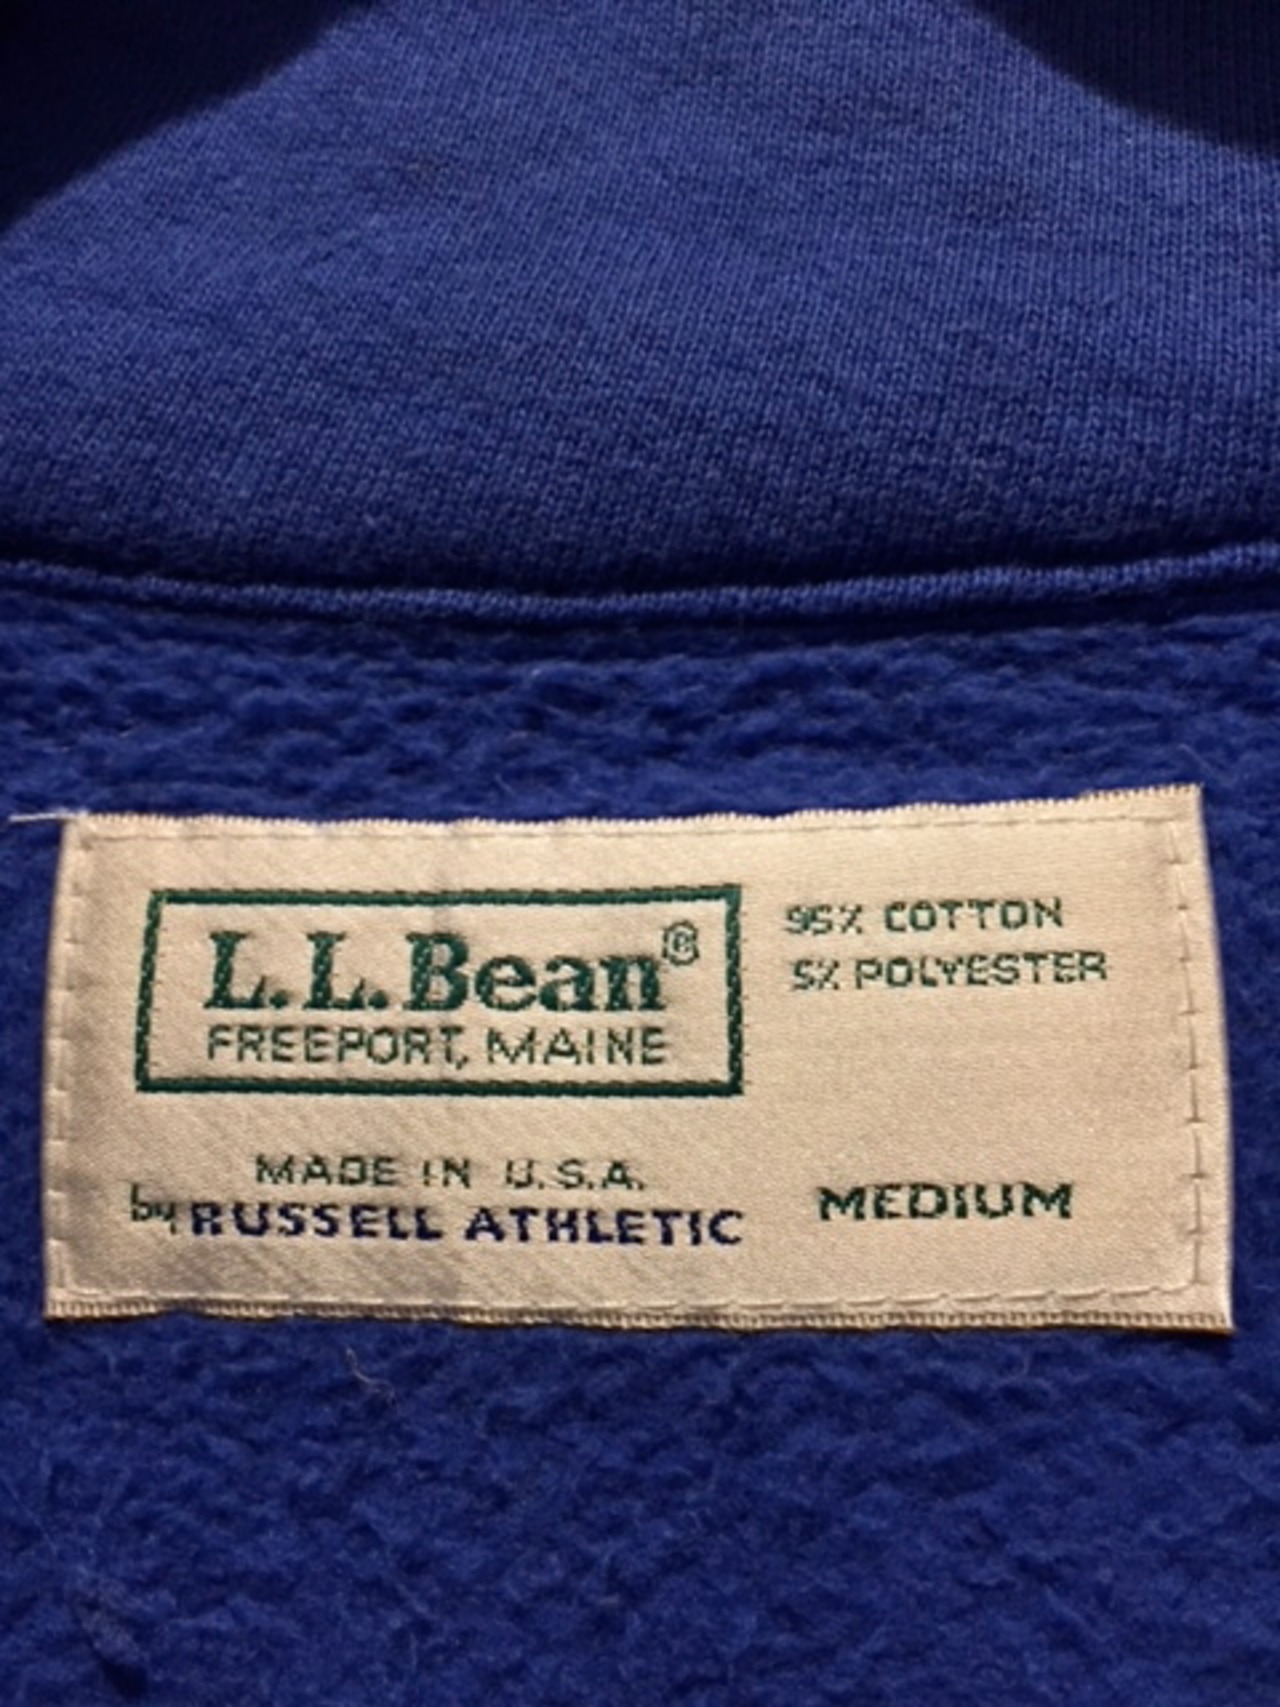 L.L.Bean®
FREEPORT, MAINE
95% COTTON
5% POLYESTER
MADE IN U.S.A.
by RUSSELL ATHLETIC
MEDIUM